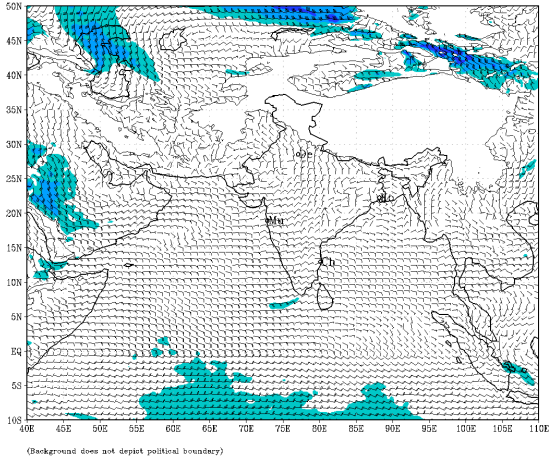 50N
45N
40N
35N
30N
25N
20N
15N
10N
5N
EQ
5S
10S
De
Mu
Ch
40E 45E 50E 55E 60E 65E 70E 75E 80E 85E 90E 95E 100E 105E 110E
(Background does not depict political boundary)